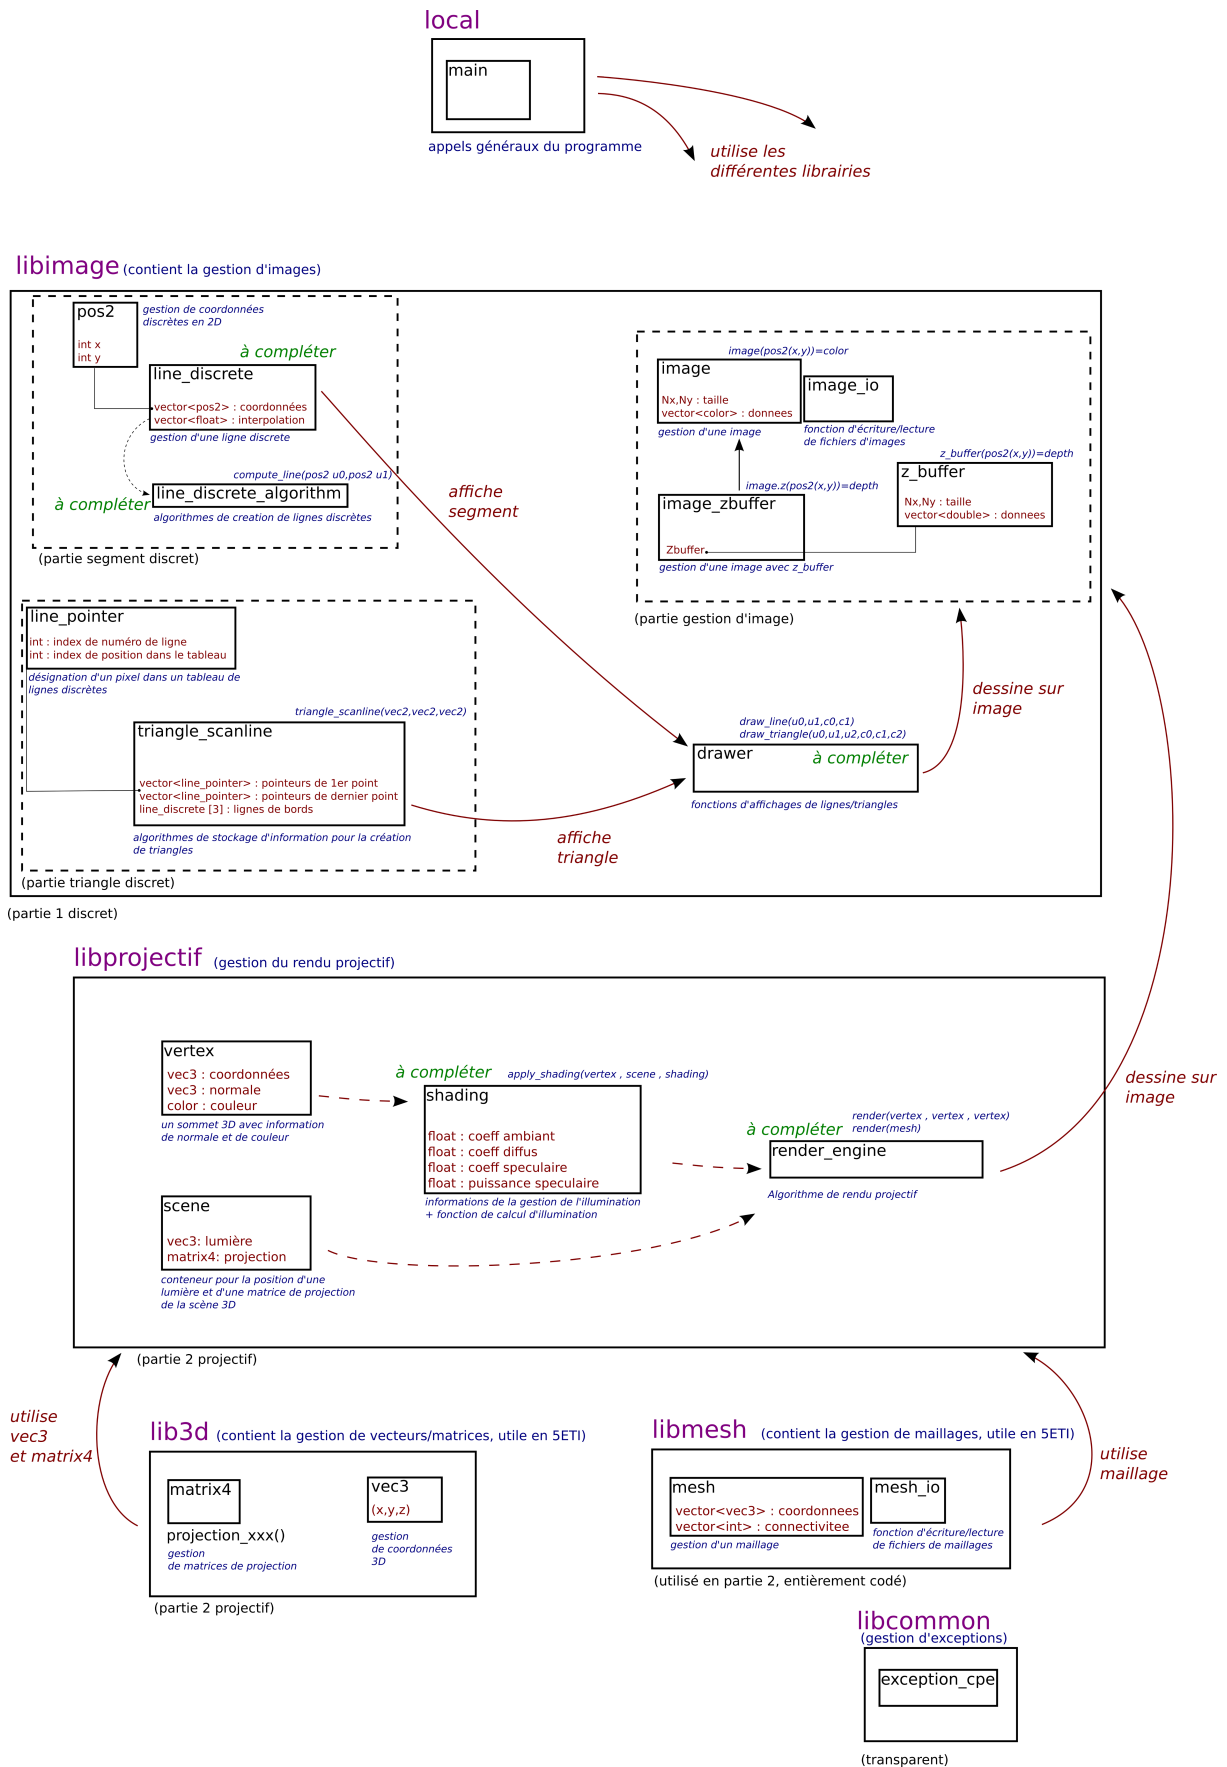 local
main
appels généraux du programme
utilise les
différentes librairies
libimage (contient la gestion d'images)
pos2
int x
int y
gestion de coordonnées
discrètes en 2D
à compléter
line_discrete
vector<pos2> : coordonnées
vector<float> : interpolation
gestion d'une ligne discrete
compute_line(pos2 u0,pos2 u1)
à compléter
line_discrete_algorithm
algorithmes de creation de lignes discrètes
(partie segment discret)
affiche
segment
image(pos2(x,y))=color
image
Nx,Ny : taille
vector<color> : donnees
gestion d'une image
image_io
fonction d'écriture/lecture
de fichiers d'images
z_buffer(pos2(x,y))=depth
z_buffer
Nx,Ny : taille
vector<double> : donnees
image.z(pos2(x,y))=depth
image_zbuffer
Zbuffer
gestion d'une image avec z_buffer
(partie gestion d'image)
line_pointer
int : index de numéro de ligne
int : index de position dans le tableau
désignation d'un pixel dans un tableau de
lignes discrètes
triangle_scanline(vec2,vec2,vec2)
triangle_scanline
vector<line_pointer> : pointeurs de 1er point
vector<line_pointer> : pointeurs de dernier point
line_discrete [3] : lignes de bords
algorithmes de stockage d'information pour la création
de triangles
(partie triangle discret)
dessine sur
image
draw_line(u0,u1,c0,c1)
draw_triangle(u0,u1,u2,c0,c1,c2)
drawer
à compléter
fonctions d'affichages de lignes/triangles
affiche
triangle
(partie 1 discret)
libprojectif (gestion du rendu projectif)
vertex
vec3 : coordonnées
vec3 : normale
color : couleur
un sommet 3D avec information
de normale et de couleur
à compléter
apply_shading(vertex , scene , shading)
shading
float : coeff ambiant
float : coeff diffus
float : coeff speculaire
float : puissance speculaire
informations de la gestion de l'illumination
+ fonction de calcul d'illumination
render(vertex , vertex , vertex)
render(mesh)
à compléter
render_engine
Algorithme de rendu projectif
dessine sur
image
scene
vec3: lumière
matrix4: projection
conteneur pour la position d'une
lumière et d'une matrice de projection
de la scène 3D
(partie 2 projectif)
utilise
vec3
et matrix4
lib3d (contient la gestion de vecteurs/matrices, utile en 5ETI)
matrix4
projection_xxx()
gestion
de matrices de projection
vec3
(x,y,z)
gestion
de coordonnées
3D
(partie 2 projectif)
libmesh (contient la gestion de maillages, utile en 5ETI)
mesh
vector<vec3> : coordonnees
vector<int> : connectivitee
gestion d'un maillage
mesh_io
fonction d'écriture/lecture
de fichiers de maillages
(utilisé en partie 2, entièrement codé)
utilise
maillage
libcommon
(gestion d'exceptions)
exception_cpe
(transparent)